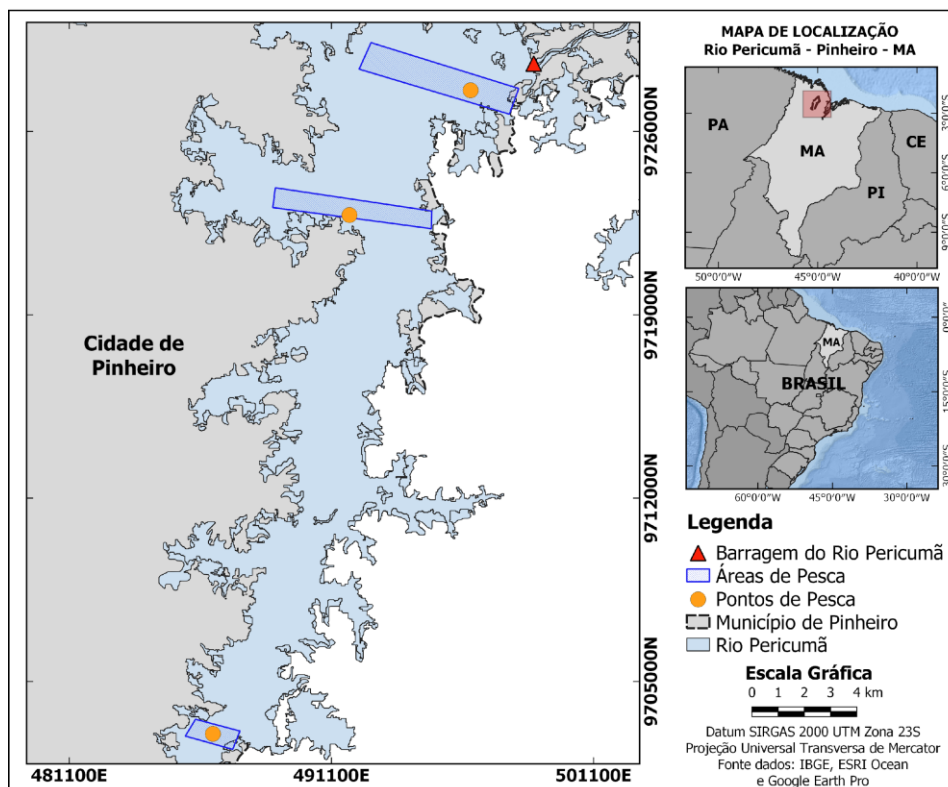 MAPA DE LOCALIZAÇÃO
Rio Pericumã - Pinheiro - MA
PA
MA
CE
PI
50°0'0"W
45°0'0"W
40°0'0"W
MA
BRASIL
60°0'0"W
45°0'0"W
30°0'0"W
Cidade de
Pinheiro
9726000N
9719000N
9712000N
9705000N
481100E
491100E
501100E
Legenda
Barragem do Rio Pericumã
Áreas de Pesca
Pontos de Pesca
Município de Pinheiro
Rio Pericumã
Escala Gráfica
0 1 2 3 4 km
Datum SIRGAS 2000 UTM Zona 23S
Projeção Universal Transversa de Mercator
Fonte dados: IBGE, ESRI Ocean
e Google Earth Pro